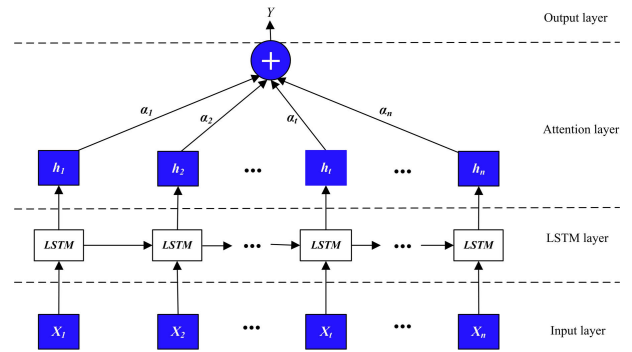 Y
Output layer
+
α1 α2 αt αn
Attention layer
h1 h2 ... ht ... hn
LSTM LSTM ... LSTM ... LSTM
LSTM layer
X1 X2 ... Xt ... Xn
Input layer